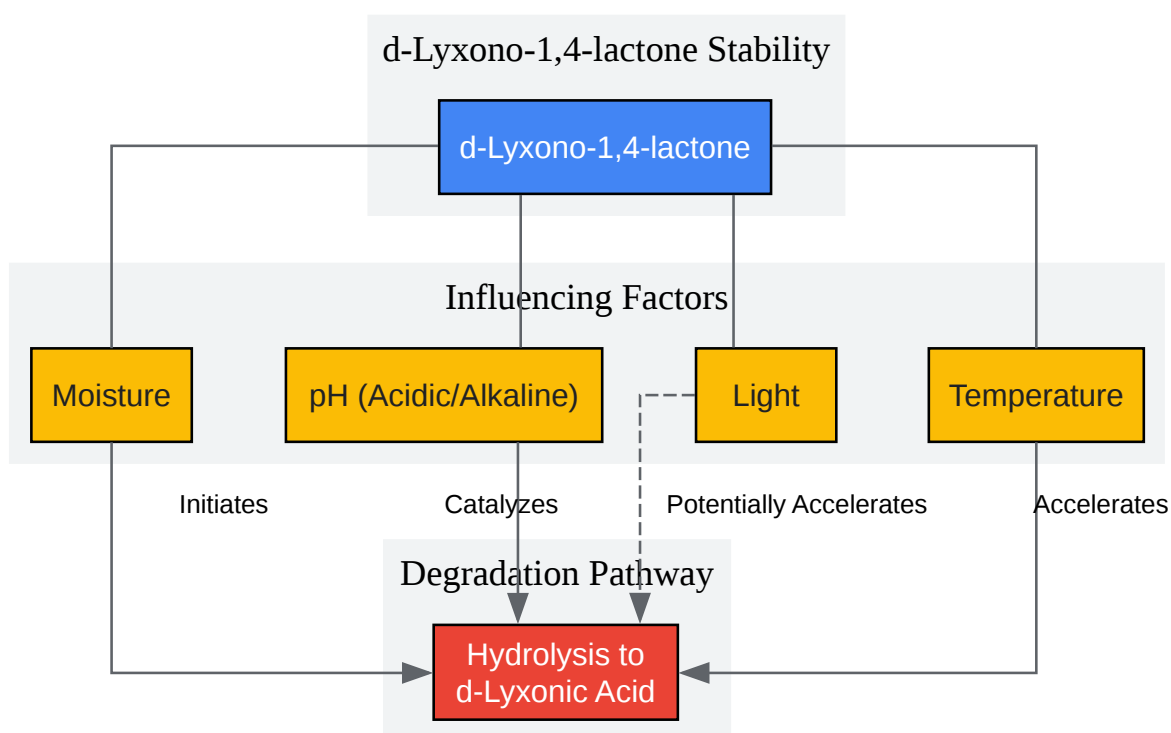 d-Lyxono-1,4-lactone Stability
d-Lyxono-1,4-lactone
Influencing Factors
Moisture
pH (Acidic/Alkaline)
Light
Temperature
Initiates
Catalyzes
Potentially Accelerates
Accelerates
Degradation Pathway
Hydrolysis to
d-Lyxonic Acid